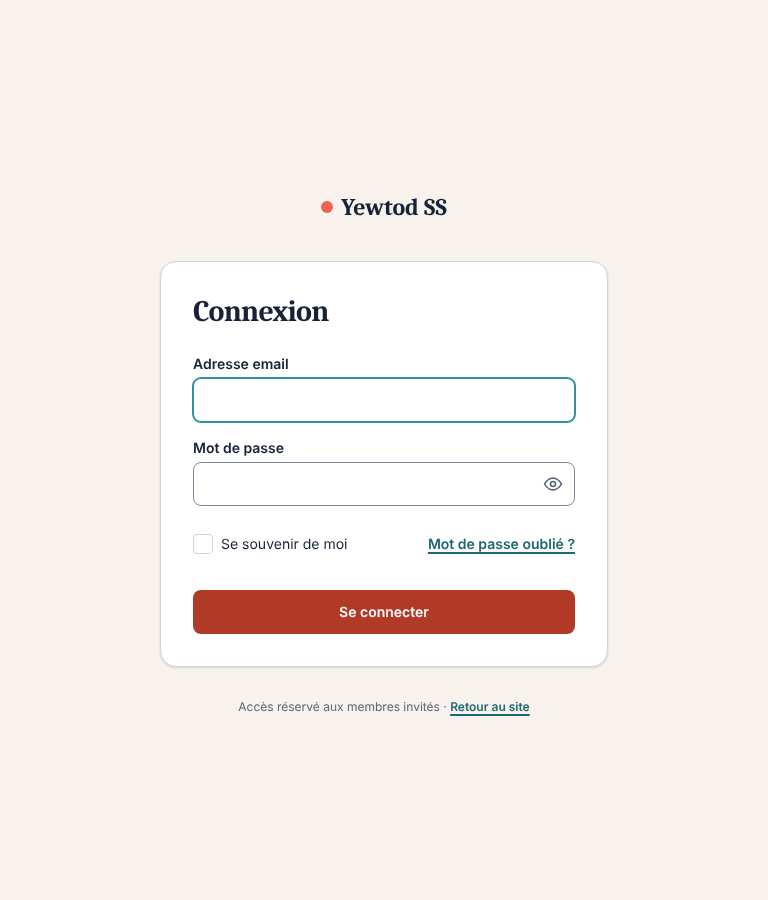 Yewtod SS
Connexion
Adresse email
Mot de passe
Se souvenir de moi
Mot de passe oublié ?
Se connecter
Accès réservé aux membres invités · Retour au site